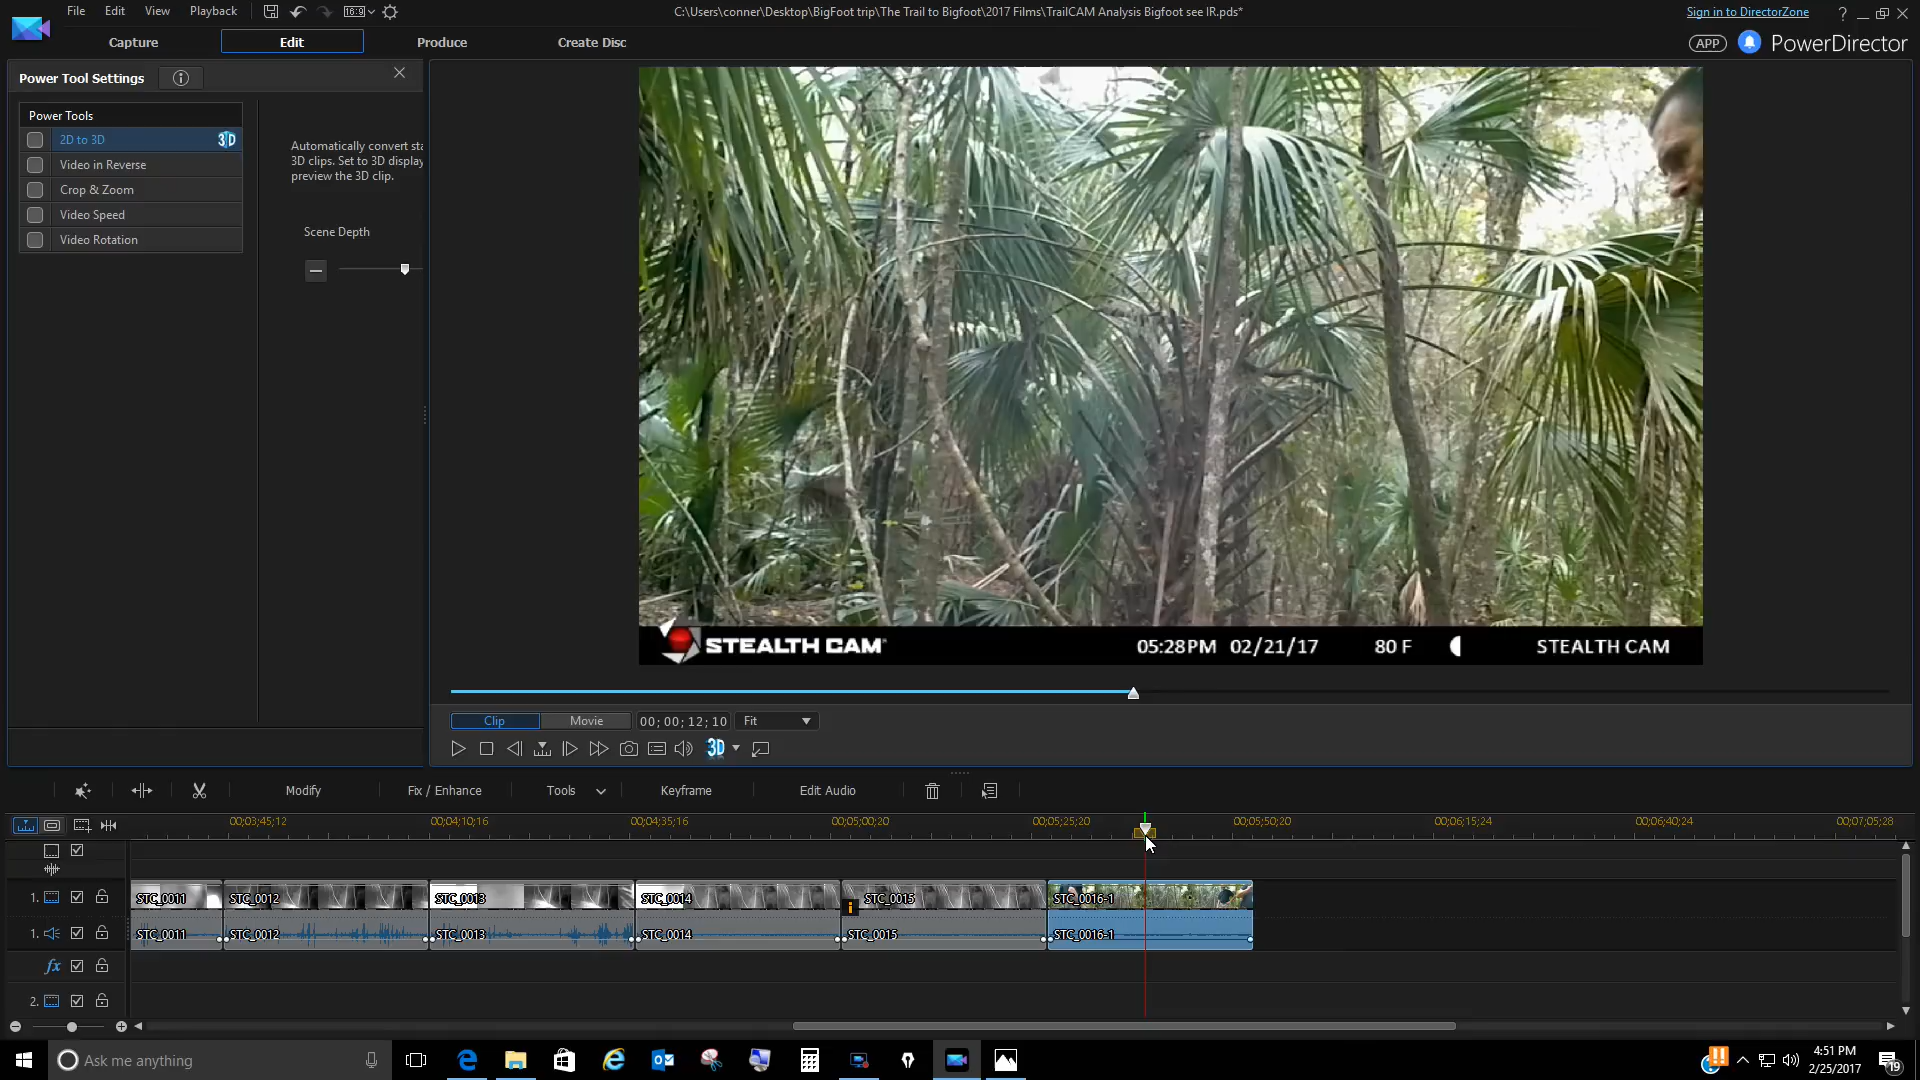 File Edit View Playback 16:9 C:\Users\conner\Desktop\BigFoot trip\The Trail to Bigfoot\2017 Films\TrailCAM Analysis Bigfoot see IR.pds* Sign in to DirectorZone ?
Capture Edit Produce Create Disc APP PowerDirector
Power Tool Settings i
Power Tools
2D to 3D 3D
Video in Reverse
Crop & Zoom
Video Speed
Video Rotation
Automatically convert sta
3D clips. Set to 3D display
preview the 3D clip.
Scene Depth
STEALTH CAM 05:28PM 02/21/17 80 F STEALTH CAM
Clip Movie 00; 00; 12; 10 Fit
3D
Modify Fix / Enhance Tools Keyframe Edit Audio
00;03;45;12 00;04;10;16 00;04;35;16 00;05;00;20 00;05;25;20 00;05;50;20 00;06;15;24 00;06;40;24 00;07;05;28
1. STC_0011 STC_0012 STC_0013 STC_0014 i STC_0015 STC_0016-1
1. STC_0011 STC_0012 STC_0013 STC_0014 STC_0015 STC_0016-1
fx
2.
Ask me anything 4:51 PM
2/25/2017 19